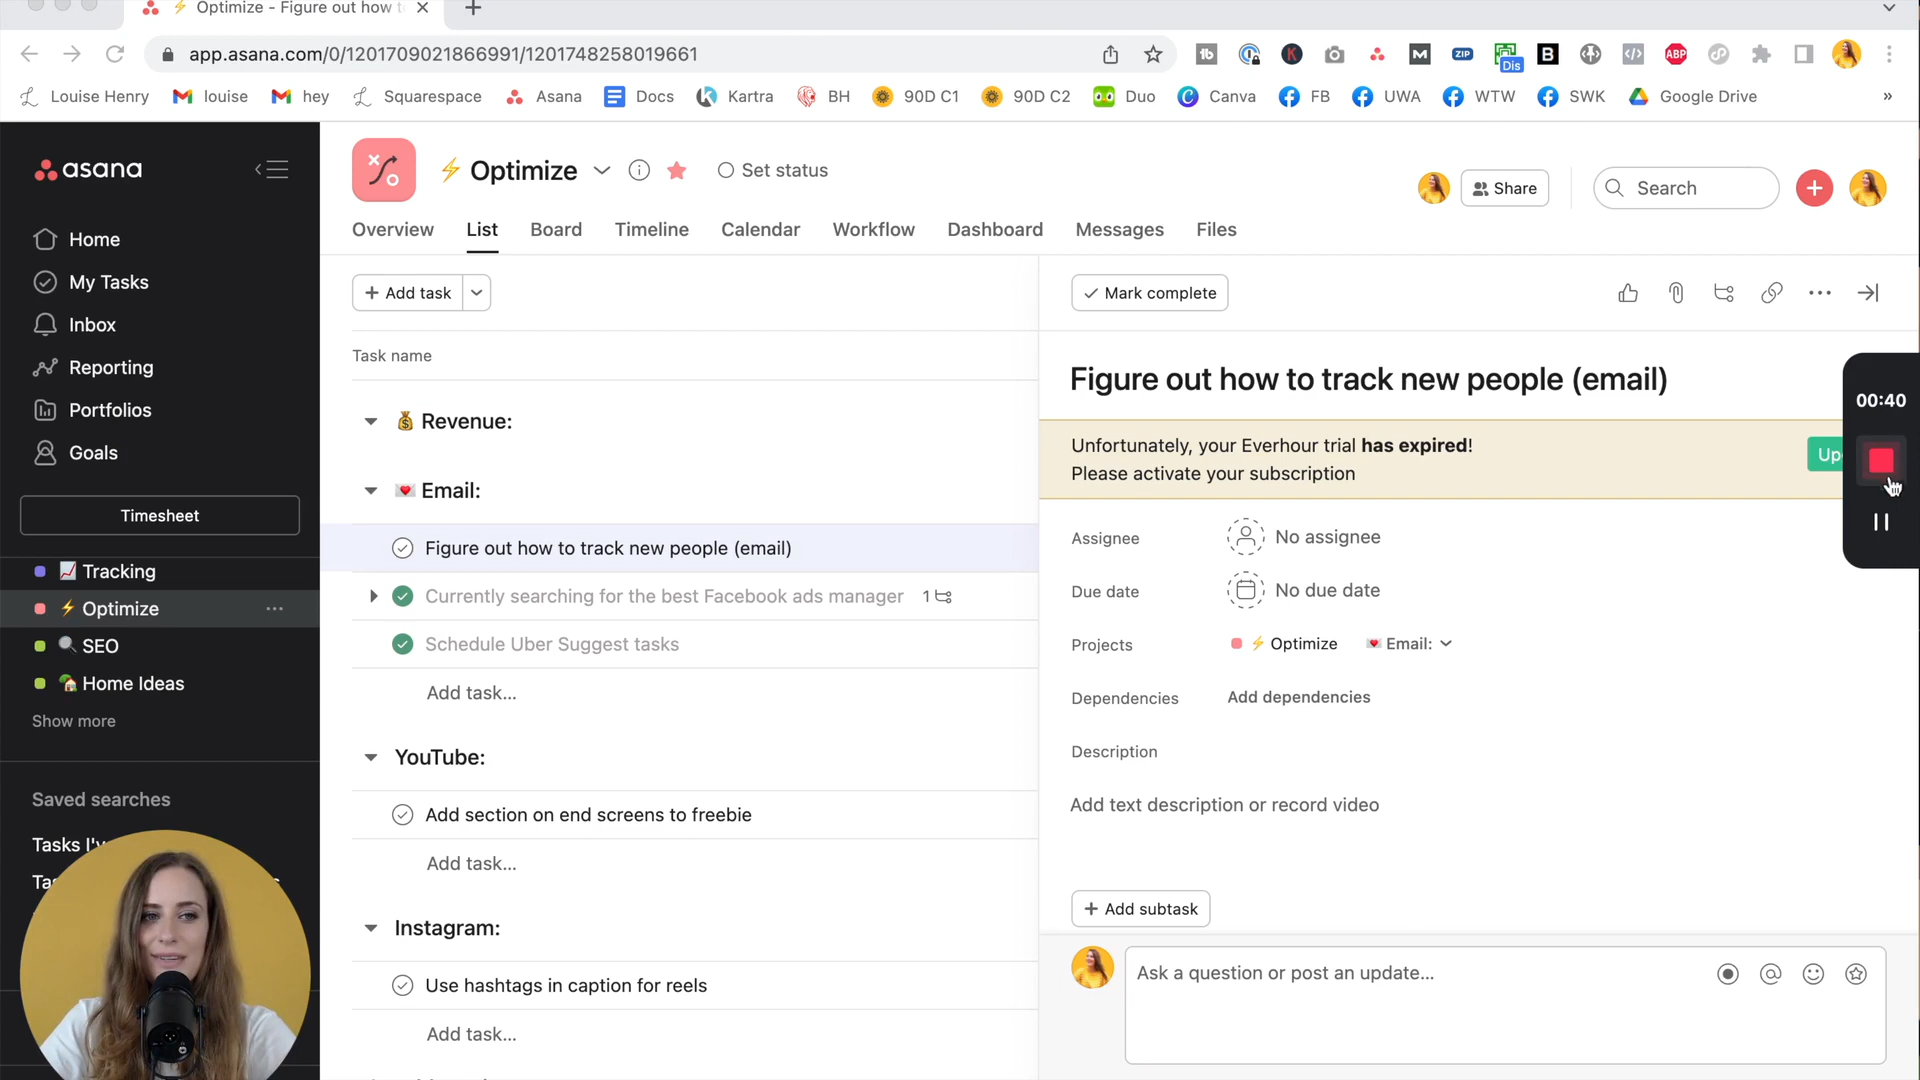 Optimize - Figure out how to
app.asana.com/0/1201709021866991/1201748258019661
Dis
Louise Henry
louise
hey
Squarespace
Asana
Docs
Kartra
BH
90D C1
90D C2
Duo
Canva
FB
UWA
WTW
SWK
Google Drive
asana
Home
My Tasks
Inbox
Reporting
Portfolios
Goals
Timesheet
Tracking
Optimize
SEO
Home Ideas
Show more
Saved searches
Tasks I'v
Optimize
Set status
Share
Search
Overview
List
Board
Timeline
Calendar
Workflow
Dashboard
Messages
Files
+ Add task
Task name
Revenue:
Email:
Figure out how to track new people (email)
Currently searching for the best Facebook ads manager 1
Schedule Uber Suggest tasks
Add task...
YouTube:
Add section on end screens to freebie
Add task...
Instagram:
Use hashtags in caption for reels
Add task...
Mark complete
Figure out how to track new people (email)
Unfortunately, your Everhour trial has expired!
Please activate your subscription
00:40
Assignee No assignee
Due date No due date
Projects Optimize Email:
Dependencies Add dependencies
Description
Add text description or record video
+ Add subtask
Ask a question or post an update...